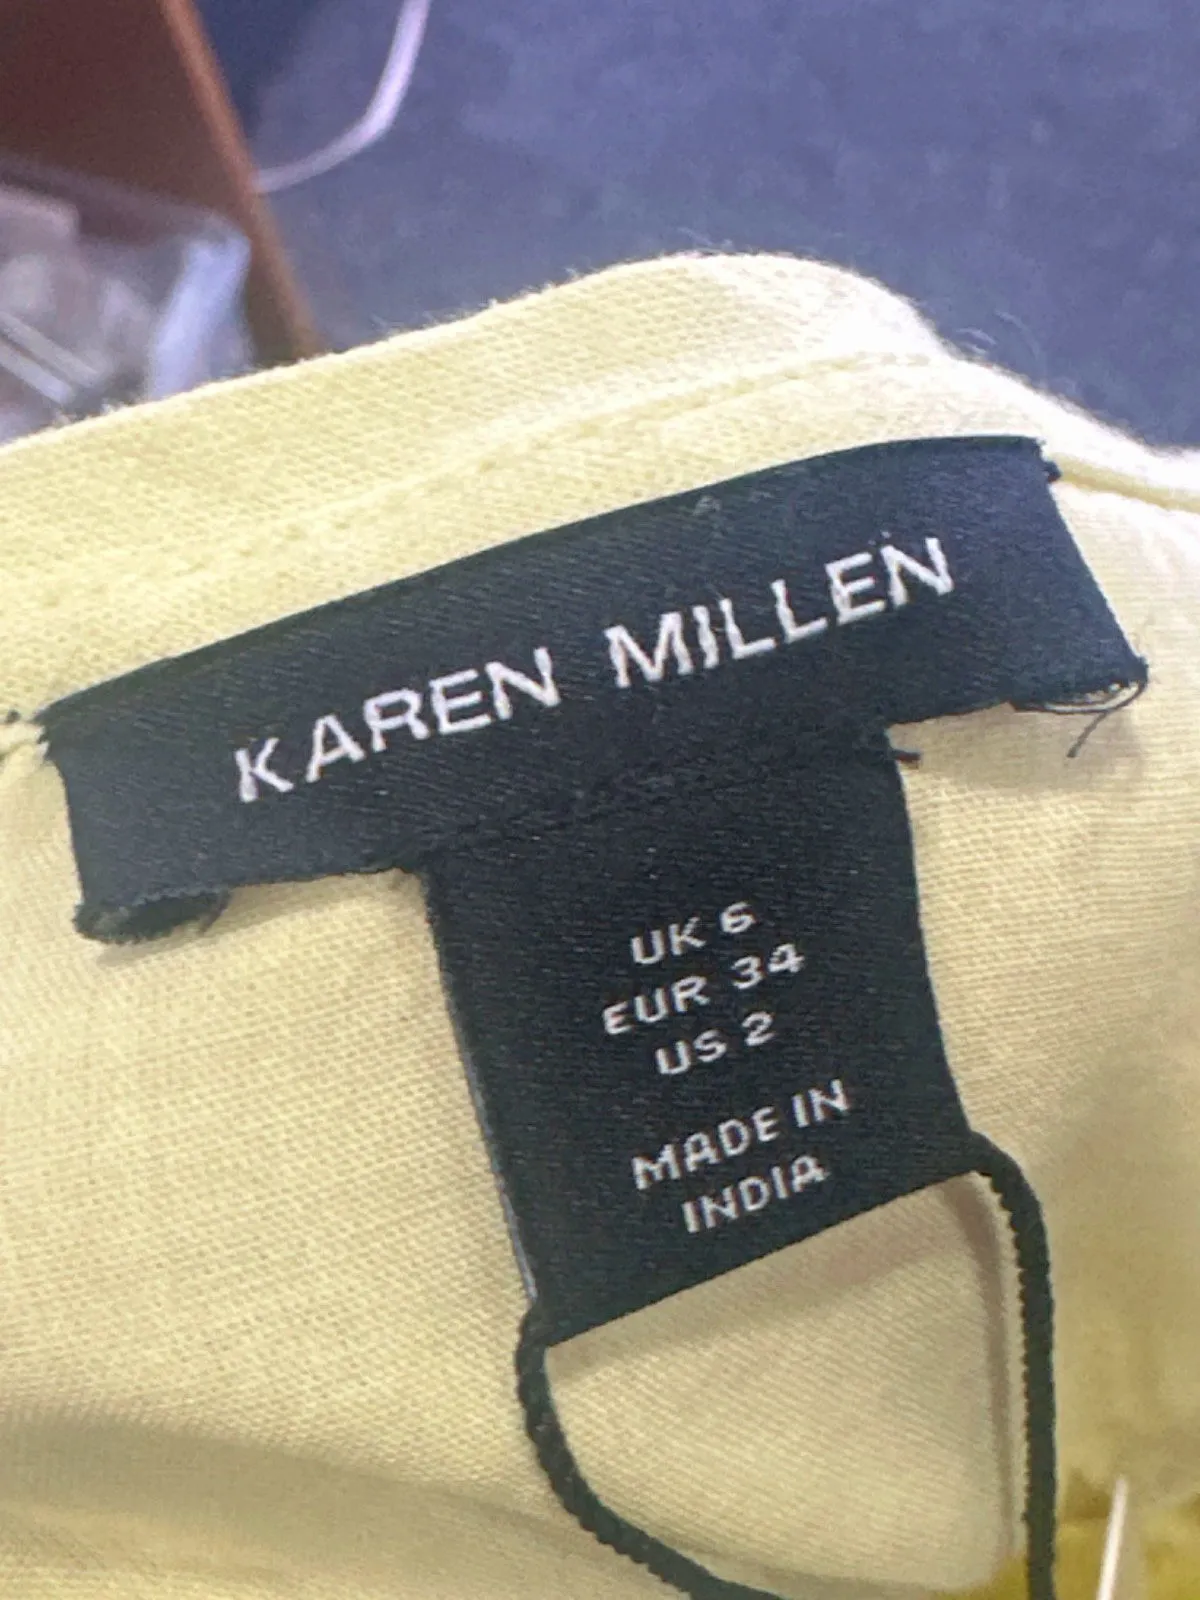 KAREN MILLEN
UK 6
EUR 34
US 2
MADE IN
INDIA